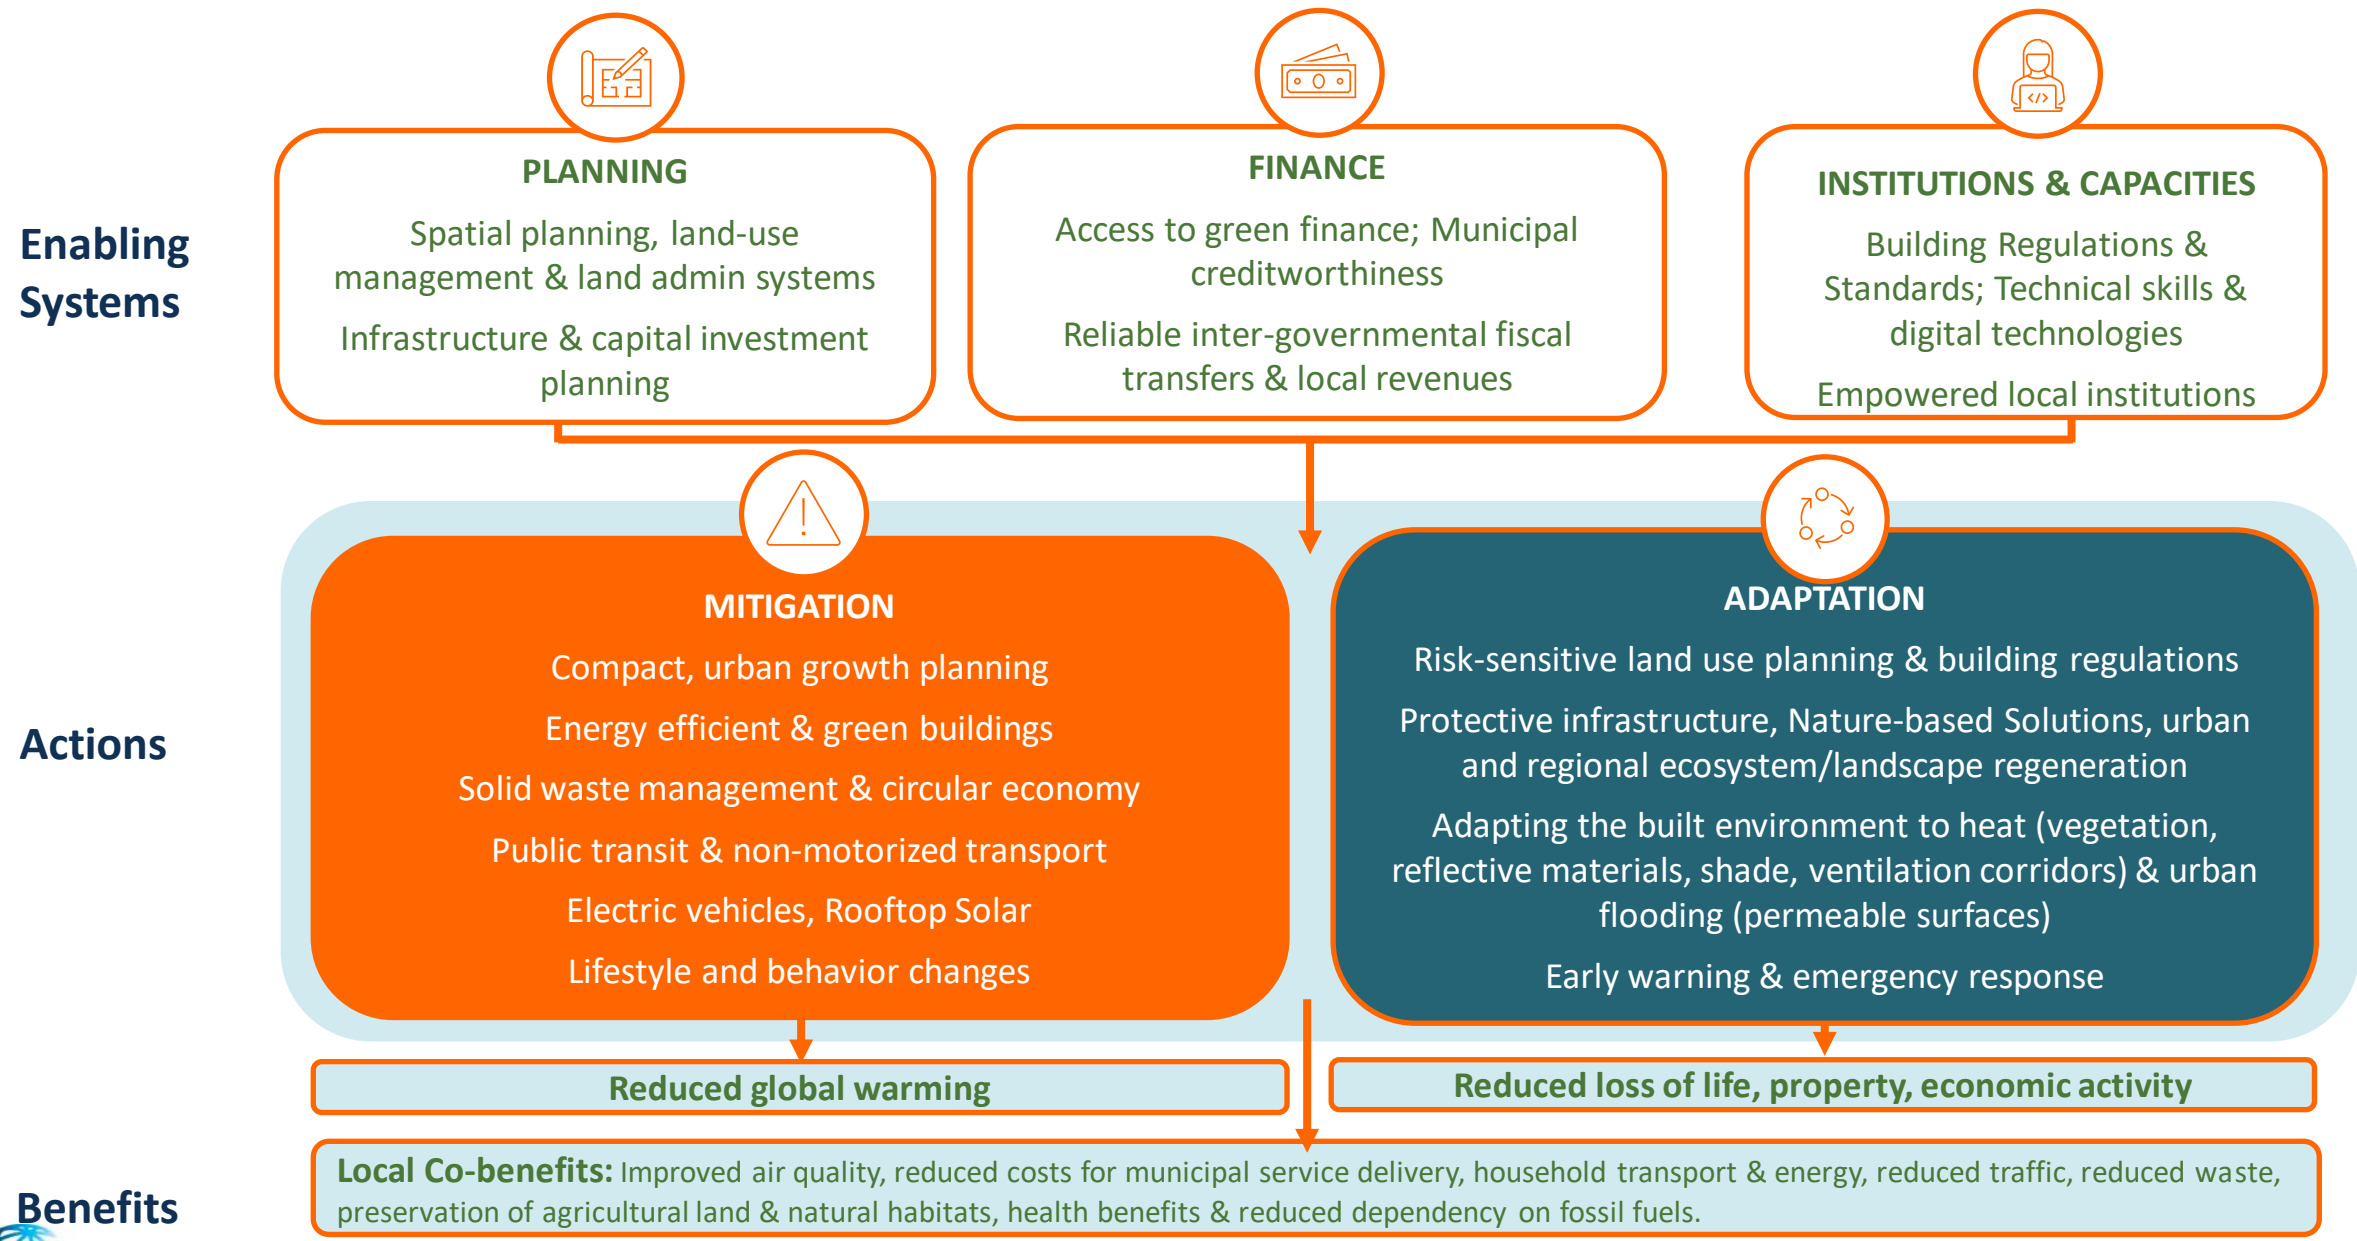 PLANNING
Spatial planning, land-use
management & land admin systems
Infrastructure & capital investment
planning
FINANCE
Access to green finance; Municipal
creditworthiness
Reliable inter-governmental fiscal
transfers & local revenues
INSTITUTIONS & CAPACITIES
Building Regulations &
Standards; Technical skills &
digital technologies
Empowered local institutions
Enabling
Systems
MITIGATION
Compact, urban growth planning
Energy efficient & green buildings
Solid waste management & circular economy
Public transit & non-motorized transport
Electric vehicles, Rooftop Solar
Lifestyle and behavior changes
ADAPTATION
Risk-sensitive land use planning & building regulations
Protective infrastructure, Nature-based Solutions, urban
and regional ecosystem/landscape regeneration
Adapting the built environment to heat (vegetation,
reflective materials, shade, ventilation corridors) & urban
flooding (permeable surfaces)
Early warning & emergency response
Actions
Reduced global warming
Reduced loss of life, property, economic activity
Local Co-benefits: Improved air quality, reduced costs for municipal service delivery, household transport & energy, reduced traffic, reduced waste,
preservation of agricultural land & natural habitats, health benefits & reduced dependency on fossil fuels.
Benefits